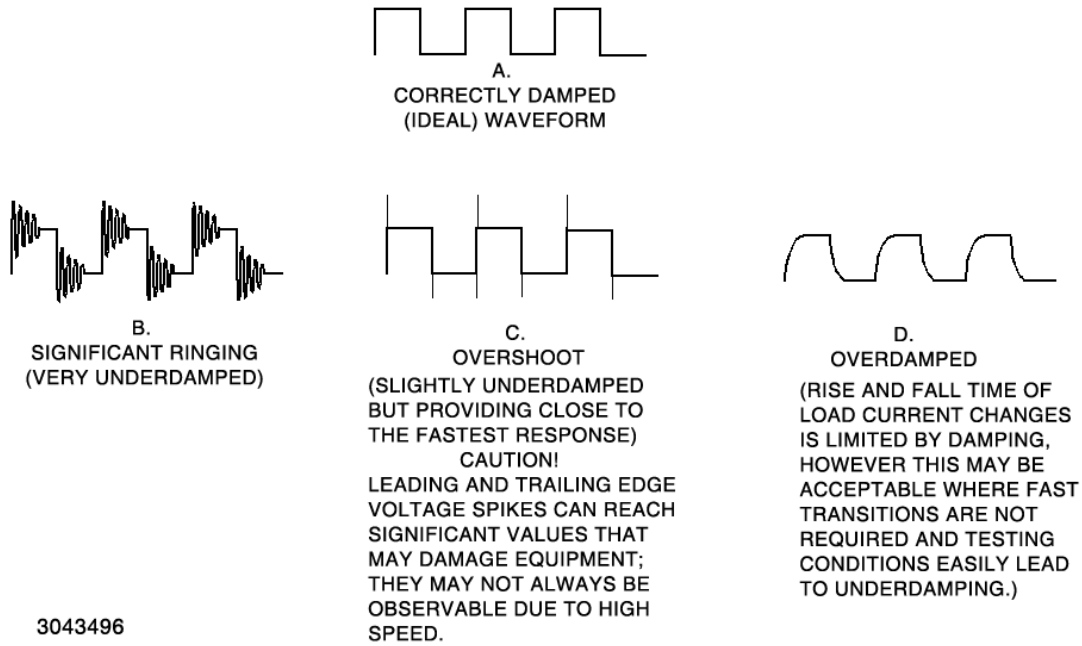 A.
CORRECTLY DAMPED
(IDEAL) WAVEFORM
B.
SIGNIFICANT RINGING
(VERY UNDERDAMPED)
C.
OVERSHOOT
(SLIGHTLY UNDERDAMPED
BUT PROVIDING CLOSE TO
THE FASTEST RESPONSE)
CAUTION!
LEADING AND TRAILING EDGE
VOLTAGE SPIKES CAN REACH
SIGNIFICANT VALUES THAT
MAY DAMAGE EQUIPMENT;
THEY MAY NOT ALWAYS BE
OBSERVABLE DUE TO HIGH
SPEED.
D.
OVERDAMPED
(RISE AND FALL TIME OF
LOAD CURRENT CHANGES
IS LIMITED BY DAMPING,
HOWEVER THIS MAY BE
ACCEPTABLE WHERE FAST
TRANSITIONS ARE NOT
REQUIRED AND TESTING
CONDITIONS EASILY LEAD
TO UNDERDAMPING.)
3043496